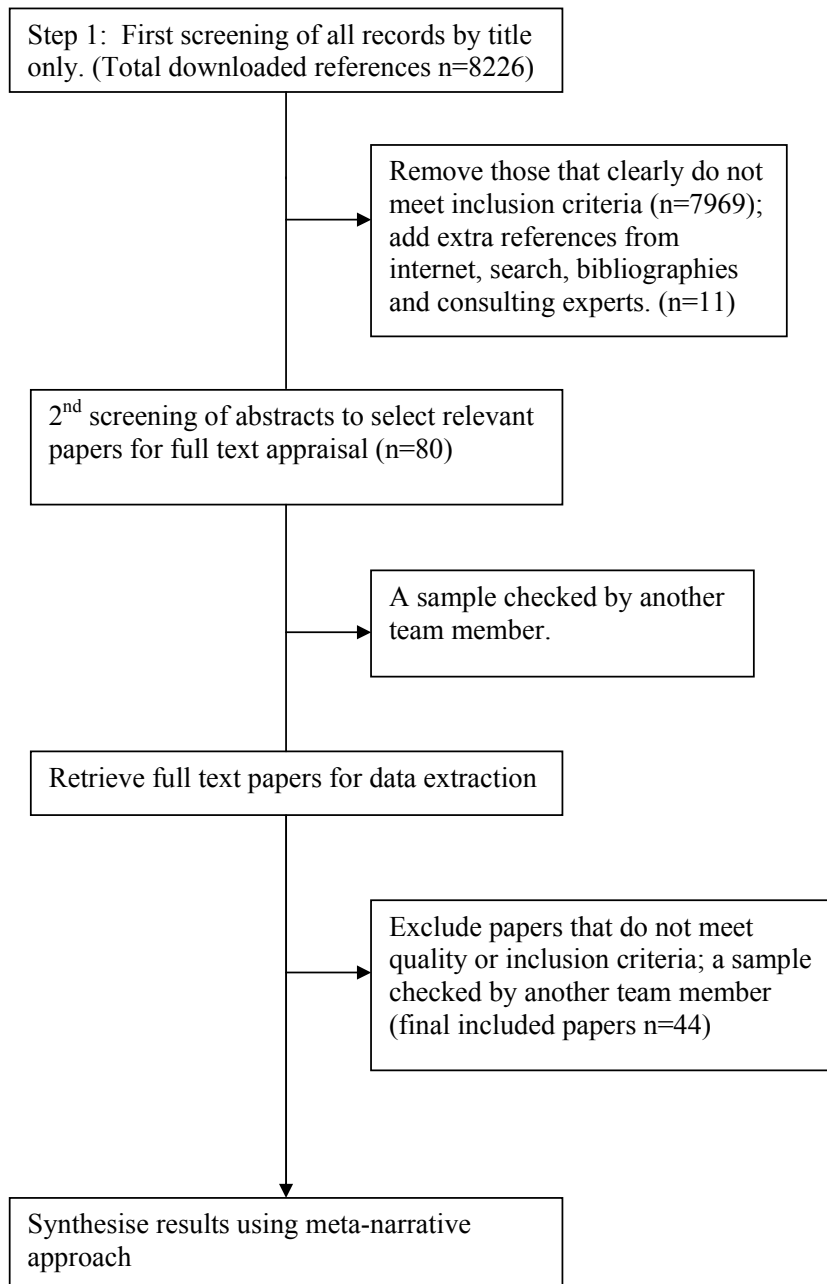 Step 1:  First screening of all records by title
only. (Total downloaded references n=8226)
Remove those that clearly do not
meet inclusion criteria (n=7969);
add extra references from
internet, search, bibliographies
and consulting experts. (n=11)
2nd screening of abstracts to select relevant
papers for full text appraisal (n=80)
A sample checked by another
team member.
Retrieve full text papers for data extraction
Exclude papers that do not meet
quality or inclusion criteria; a sample
checked by another team member
(final included papers n=44)
Synthesise results using meta-narrative
approach